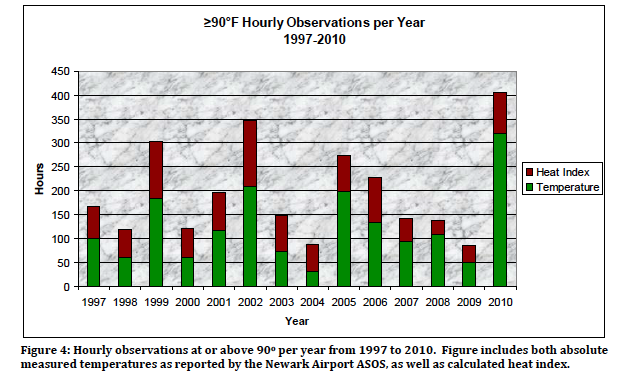 ≥90°F Hourly Observations per Year
1997-2010
450
400
350
300
250
200
150
100
50
0
Hours
1997 1998 1999 2000 2001 2002 2003 2004 2005 2006 2007 2008 2009 2010
Year
Heat Index
Temperature
Figure 4: Hourly observations at or above 90º per year from 1997 to 2010. Figure includes both absolute
measured temperatures as reported by the Newark Airport ASOS, as well as calculated heat index.